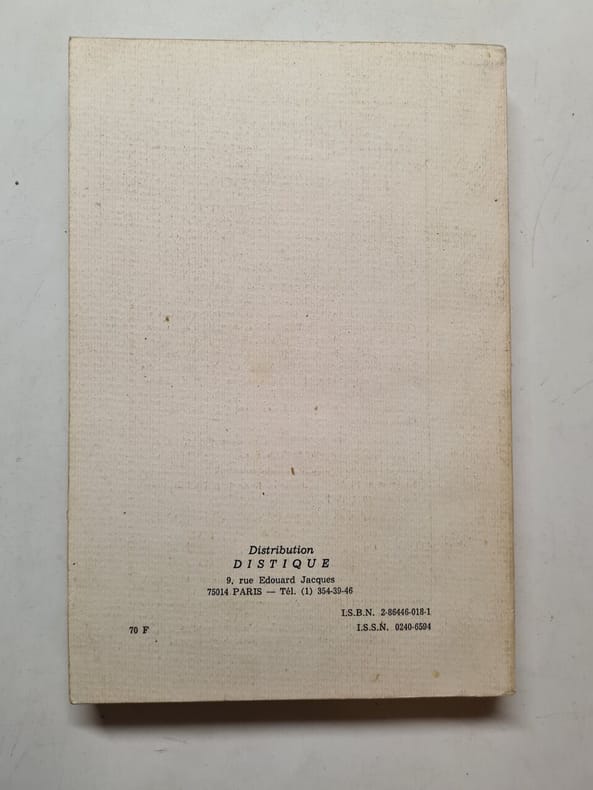 Distribution
DISTIQUE
9, rue Edouard Jacques
75014 PARIS — Tél. (1) 354-39-46
I.S.B.N. 2-86446-018-1
70 F
I.S.S.N. 0240-6594